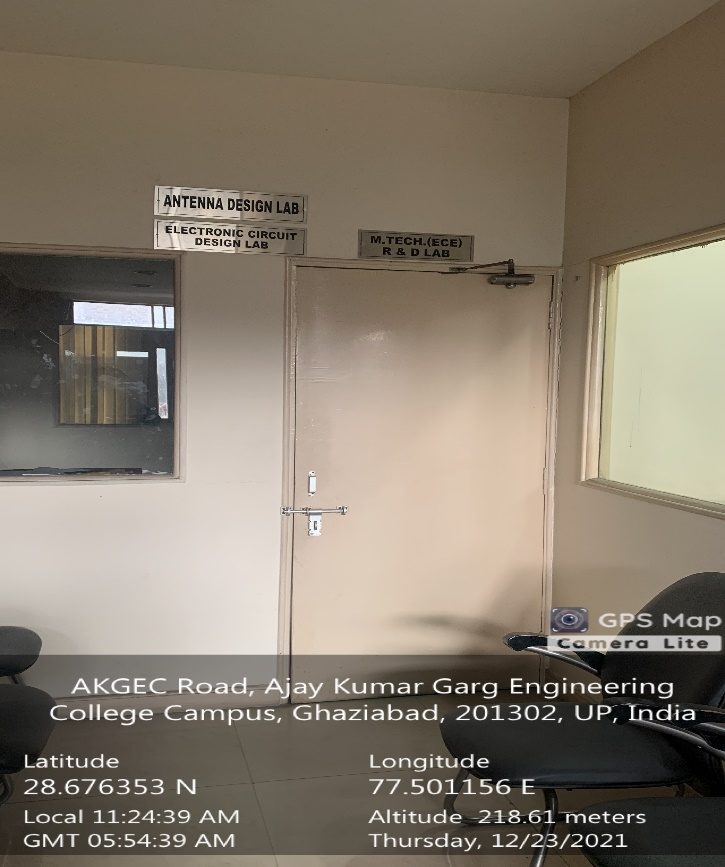 ANTENNA DESIGN LAB
ELECTRONIC CIRCUIT
DESIGN LAB
M.TECH.(ECE)
R & D LAB
GPS Map
Camera Lite
AKGEC Road, Ajay Kumar Garg Engineering
College Campus, Ghaziabad, 201302, UP, India
Latitude
28.676353 N
Longitude
77.501156 E
Local 11:24:39 AM
GMT 05:54:39 AM
Altitude 218.61 meters
Thursday, 12/23/2021